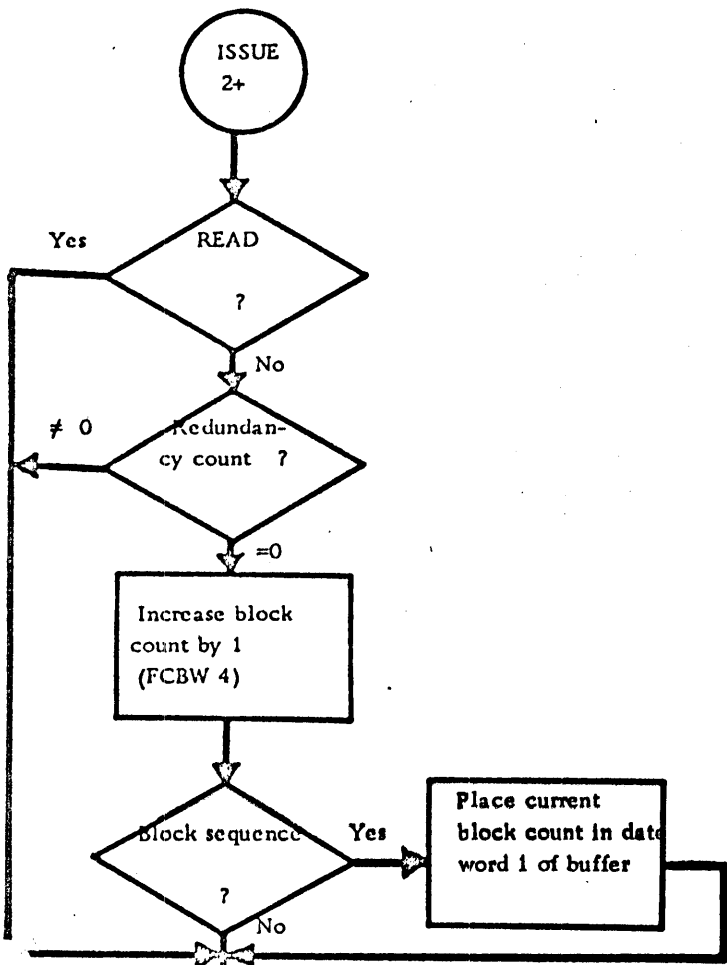 ISSUE
2+
Yes
READ
?
No
≠ 0
Redundan-
cy count ?
=0
Increase block
count by 1
(FCBW 4)
Block sequence
?
Yes
Place current
block count in date
word 1 of buffer
No